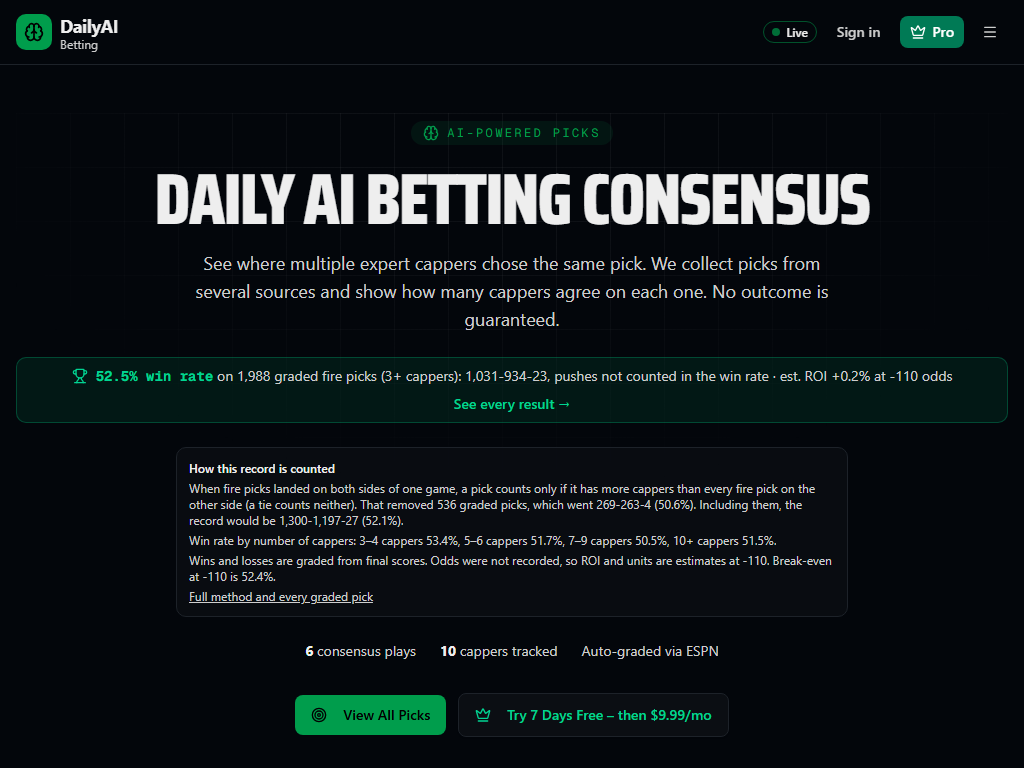 DailyAI
Betting
Live
Sign in
Pro
AI-POWERED PICKS
DAILY AI BETTING CONSENSUS
See where multiple expert cappers chose the same pick. We collect picks from
several sources and show how many cappers agree on each one. No outcome is
guaranteed.
52.5% win rate on 1,988 graded fire picks (3+ cappers): 1,031-934-23, pushes not counted in the win rate · est. ROI +0.2% at -110 odds
See every result →
How this record is counted
When fire picks landed on both sides of one game, a pick counts only if it has more cappers than every fire pick on the
other side (a tie counts neither). That removed 536 graded picks, which went 269-263-4 (50.6%). Including them, the
record would be 1,300-1,197-27 (52.1%).
Win rate by number of cappers: 3–4 cappers 53.4%, 5–6 cappers 51.7%, 7–9 cappers 50.5%, 10+ cappers 51.5%.
Wins and losses are graded from final scores. Odds were not recorded, so ROI and units are estimates at -110. Break-even
at -110 is 52.4%.
Full method and every graded pick
6 consensus plays
10 cappers tracked
Auto-graded via ESPN
View All Picks
Try 7 Days Free – then $9.99/mo